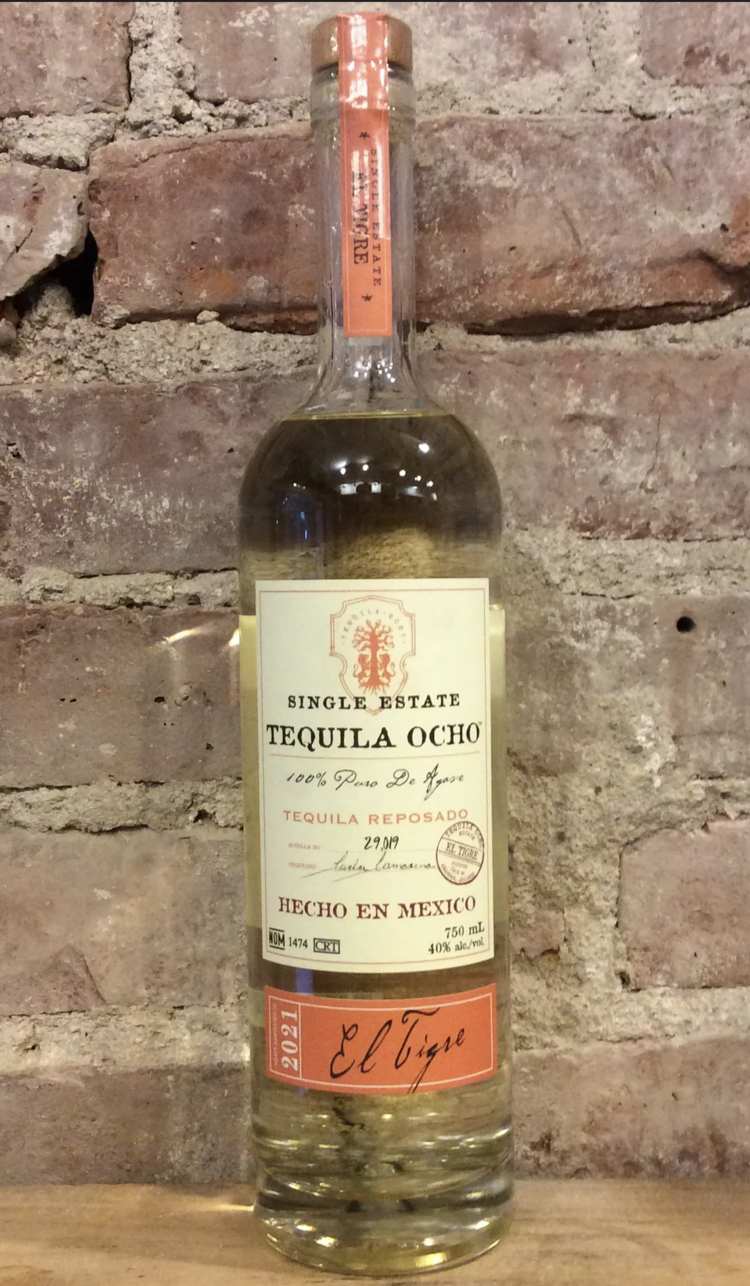 SINGLE ESTATE
EL TIGRE
TEQUILA OCHO
SINGLE ESTATE
TEQUILA OCHO
100% Puro De Agave
TEQUILA REPOSADO
29,019
EL TIGRE
HECHO EN MEXICO
NOM 1474 CRT
750 mL
40% alc./vol.
2021
El Tigre